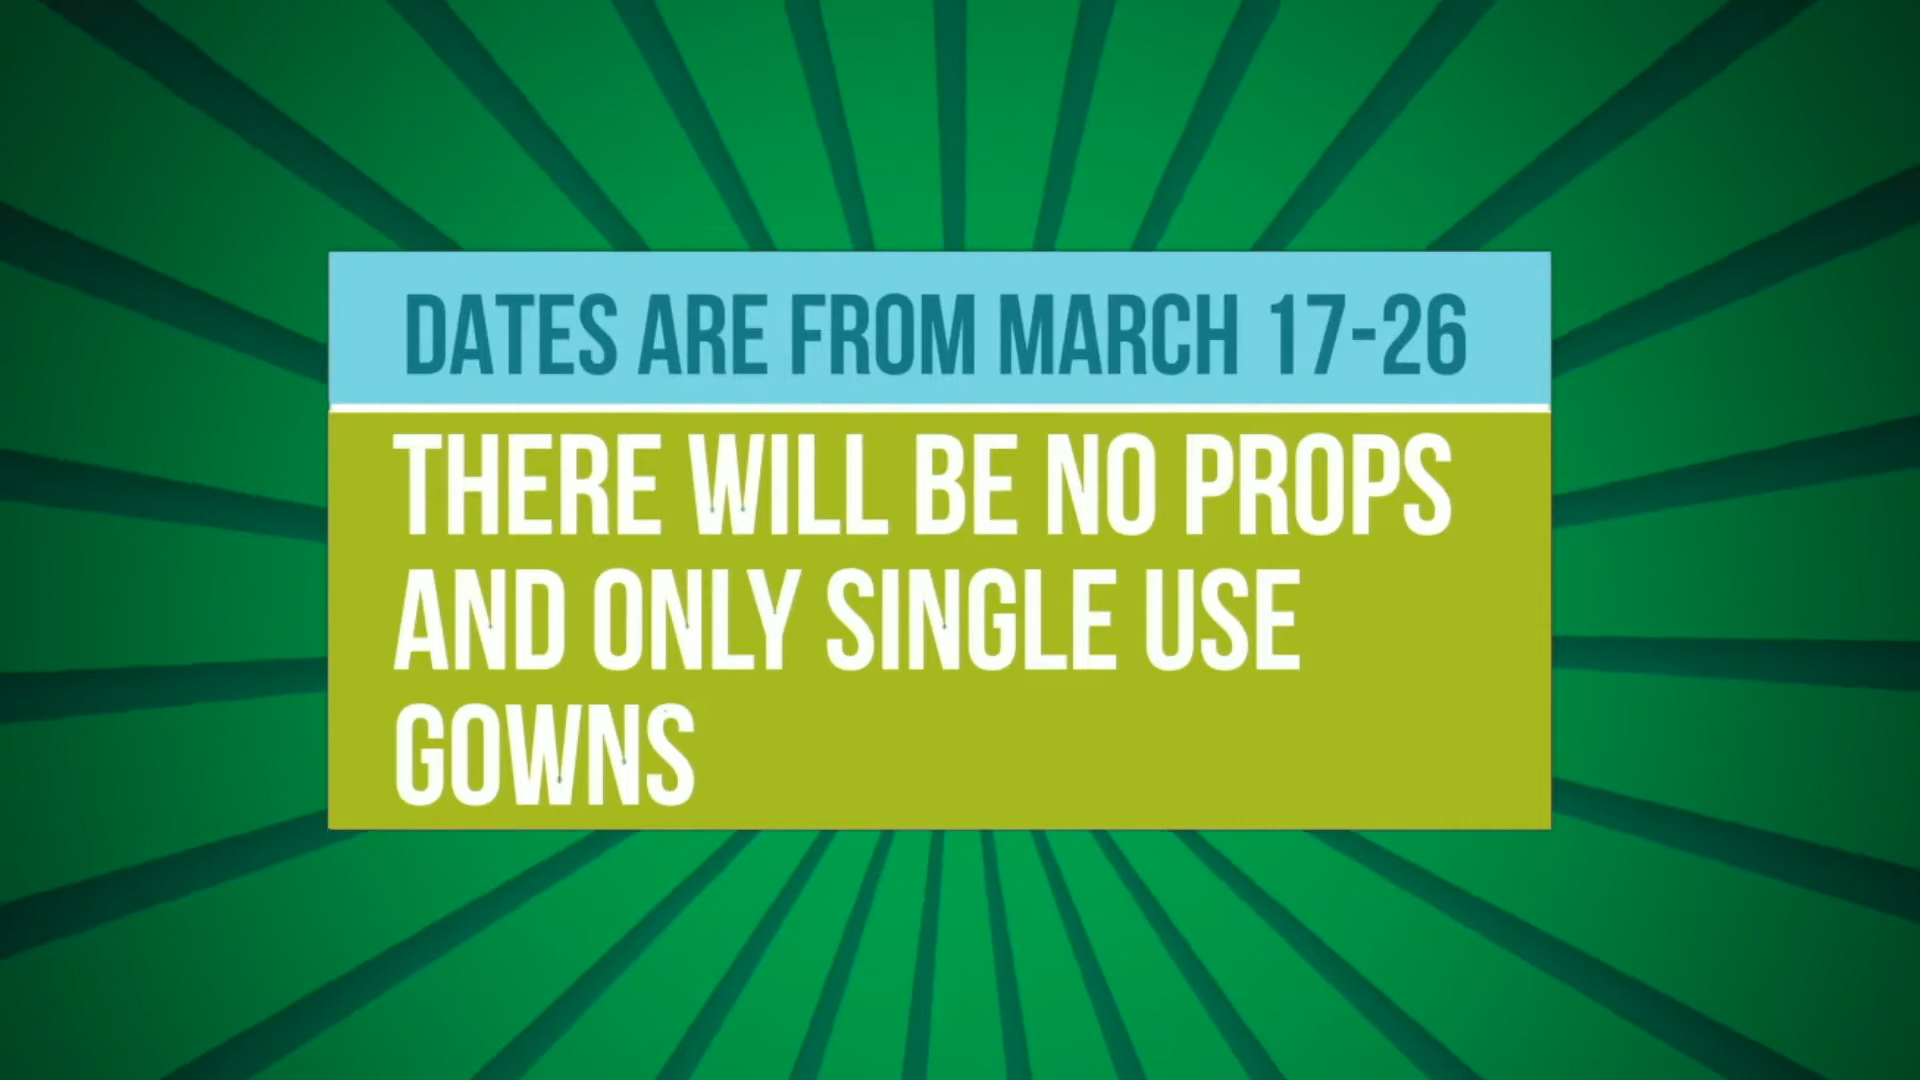 DATES ARE FROM MARCH 17-26
THERE WILL BE NO PROPS
AND ONLY SINGLE USE
GOWNS